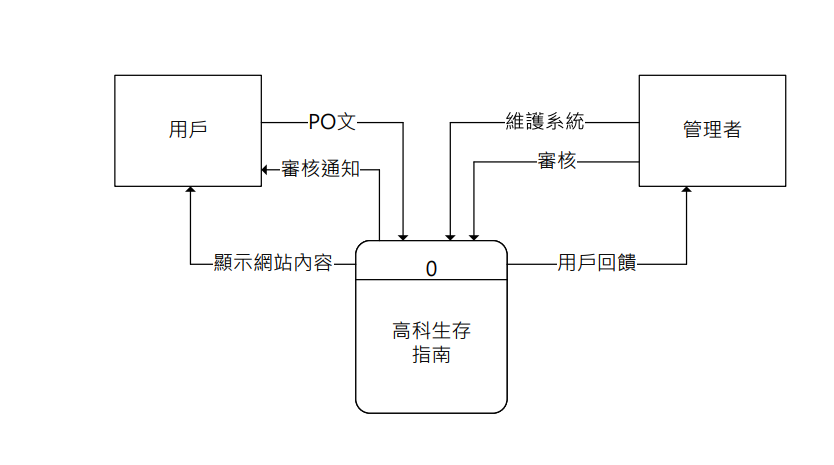 用戶
PO文
維護系統
管理者
審核通知
審核
顯示網站內容
0
用戶回饋
高科生存
指南